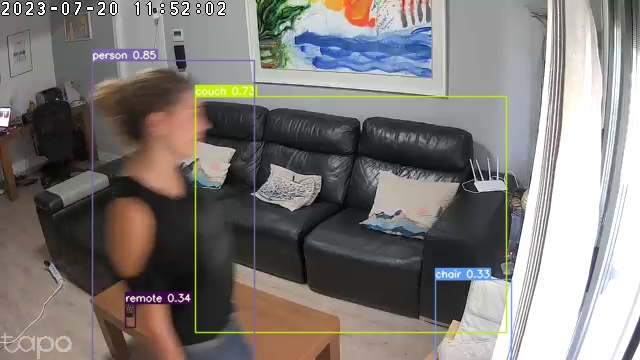 2023-07-20 11:52:02
person 0.85
couch 0.73
chair 0.33
remote 0.34
tapo